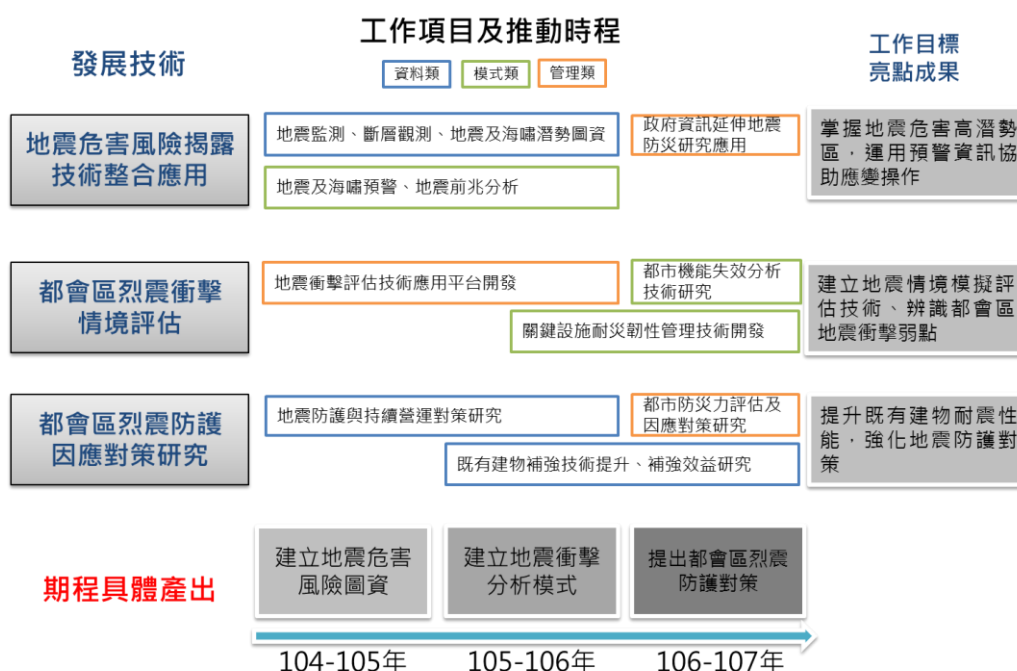 工作項目及推動時程
發展技術
資料類
模式類
管理類
工作目標
亮點成果
地震危害風險揭露
技術整合應用
地震監測、斷層觀測、地震及海嘯潛勢圖資
政府資訊延伸地震
防災研究應用
地震及海嘯預警、地震前兆分析
掌握地震危害高潛勢
區，運用預警資訊協
助應變操作
都會區烈震衝擊
情境評估
地震衝擊評估技術應用平台開發
都市機能失效分析
技術研究
關鍵設施耐災韌性管理技術開發
建立地震情境模擬評
估技術、辨識都會區
地震衝擊弱點
都會區烈震防護
因應對策研究
地震防護與持續營運對策研究
都市防災力評估及
因應對策研究
既有建物補強技術提升、補強效益研究
提升既有建物耐震性
能，強化地震防護對
策
期程具體產出
建立地震危害
風險圖資
建立地震衝擊
分析模式
提出都會區烈震
防護對策
104-105年
105-106年
106-107年